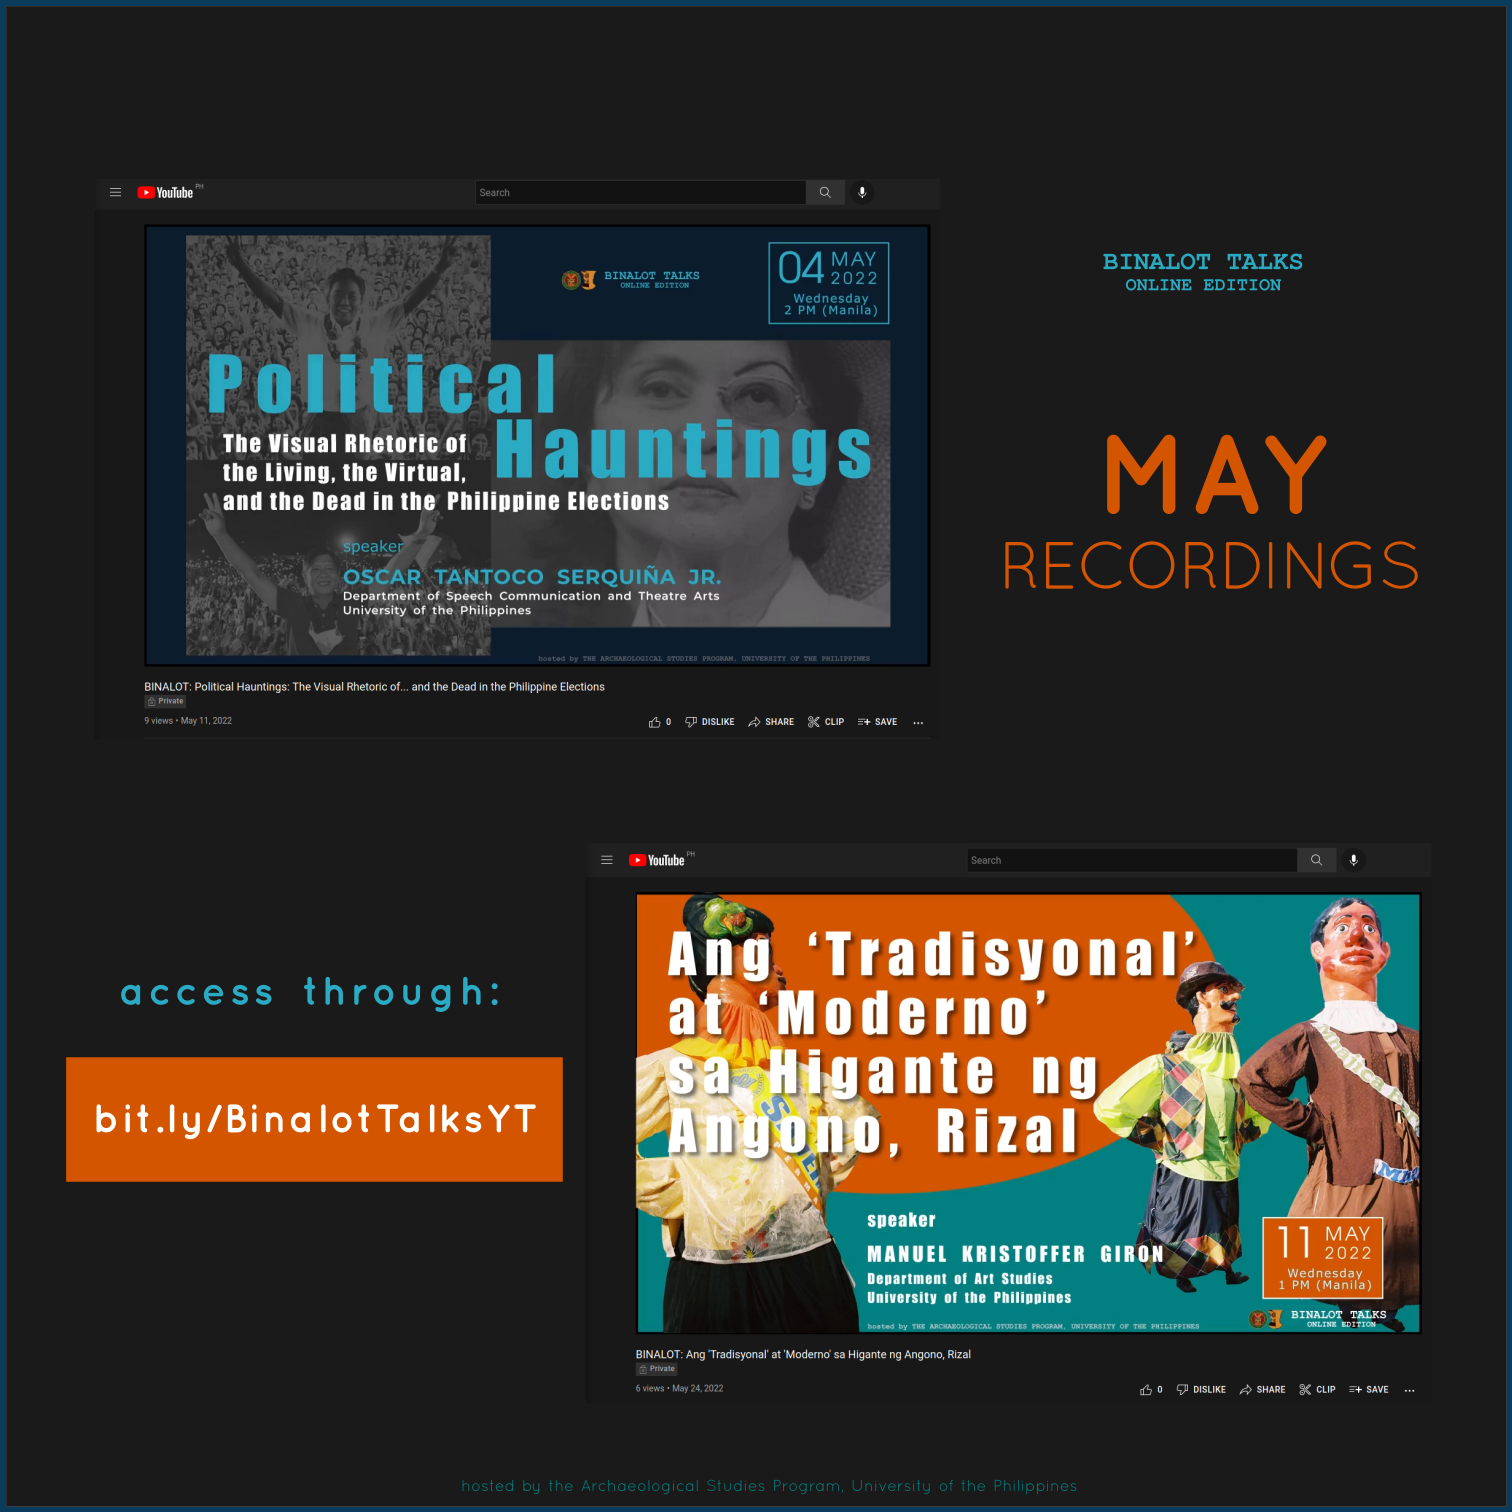 YouTube PH
Search
BINALOT TALKS
ONLINE EDITION
04 MAY
2022
Wednesday
2 PM (Manila)
Political
Hauntings
The Visual Rhetoric of
the Living, the Virtual,
and the Dead in the Philippine Elections
speaker
OSCAR TANTOCO SERQUIÑA JR.
Department of Speech Communication and Theatre Arts
University of the Philippines
hosted by THE ARCHAEOLOGICAL STUDIES PROGRAM, UNIVERSITY OF THE PHILIPPINES
BINALOT: Political Hauntings: The Visual Rhetoric of... and the Dead in the Philippine Elections
Private
9 views • May 11, 2022
0 DISLIKE SHARE CLIP SAVE ...
BINALOT TALKS
ONLINE EDITION
MAY
RECORDINGS
access through:
bit.ly/BinalotTalksYT
YouTube PH
Search
Ang ‘Tradisyonal’
at ‘Moderno’
sa Higante ng
Angono, Rizal
speaker
MANUEL KRISTOFFER GIRON
Department of Art Studies
University of the Philippines
hosted by THE ARCHAEOLOGICAL STUDIES PROGRAM, UNIVERSITY OF THE PHILIPPINES
11 MAY
2022
Wednesday
1 PM (Manila)
BINALOT TALKS
ONLINE EDITION
BINALOT: Ang 'Tradisyonal' at 'Moderno' sa Higante ng Angono, Rizal
Private
6 views • May 24, 2022
0 DISLIKE SHARE CLIP SAVE ...
hosted by the Archaeological Studies Program, University of the Philippines